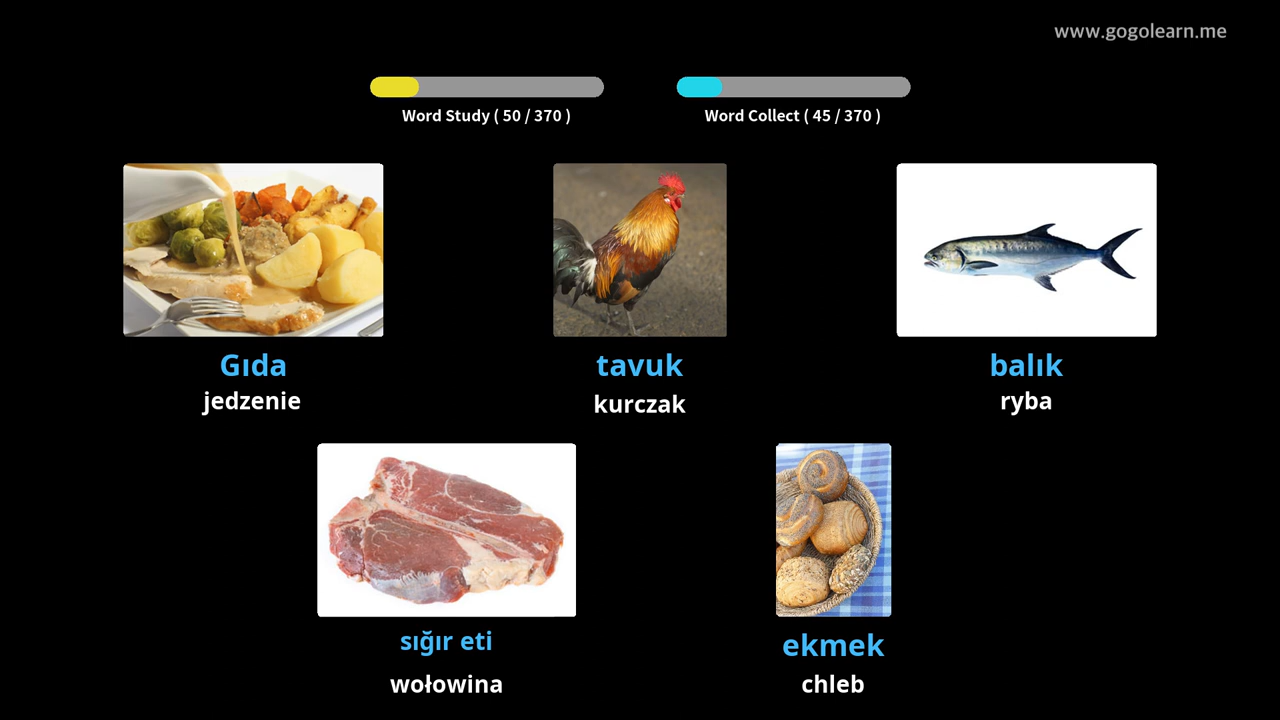 www.gogolearn.me
Word Study ( 50 / 370 )
Word Collect ( 45 / 370 )
Gıda
jedzenie
tavuk
kurczak
balık
ryba
sığır eti
wołowina
ekmek
chleb